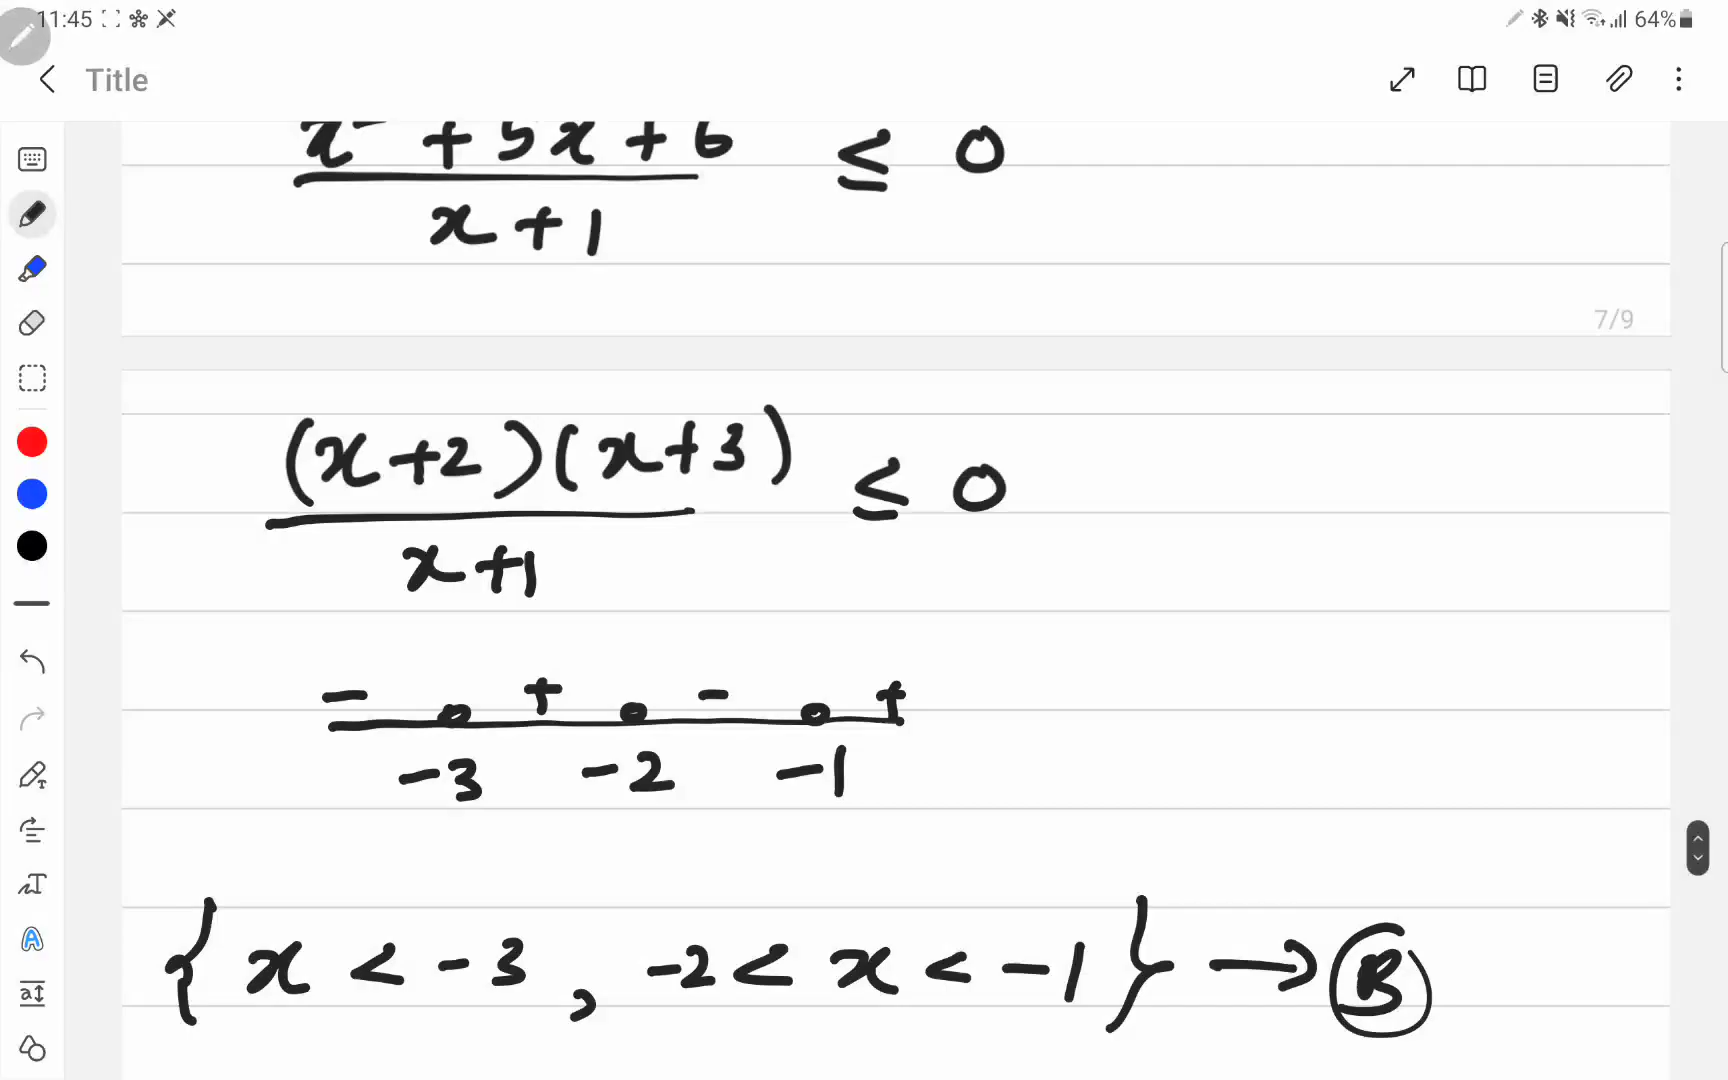 11:45 64%
Title
x² + 5x + 6 ≤ 0
x + 1
7/9
(x+2)(x+3) ≤ 0
x+1
− + − +
-3 -2 -1
{ x < -3 , -2 < x < -1 } →